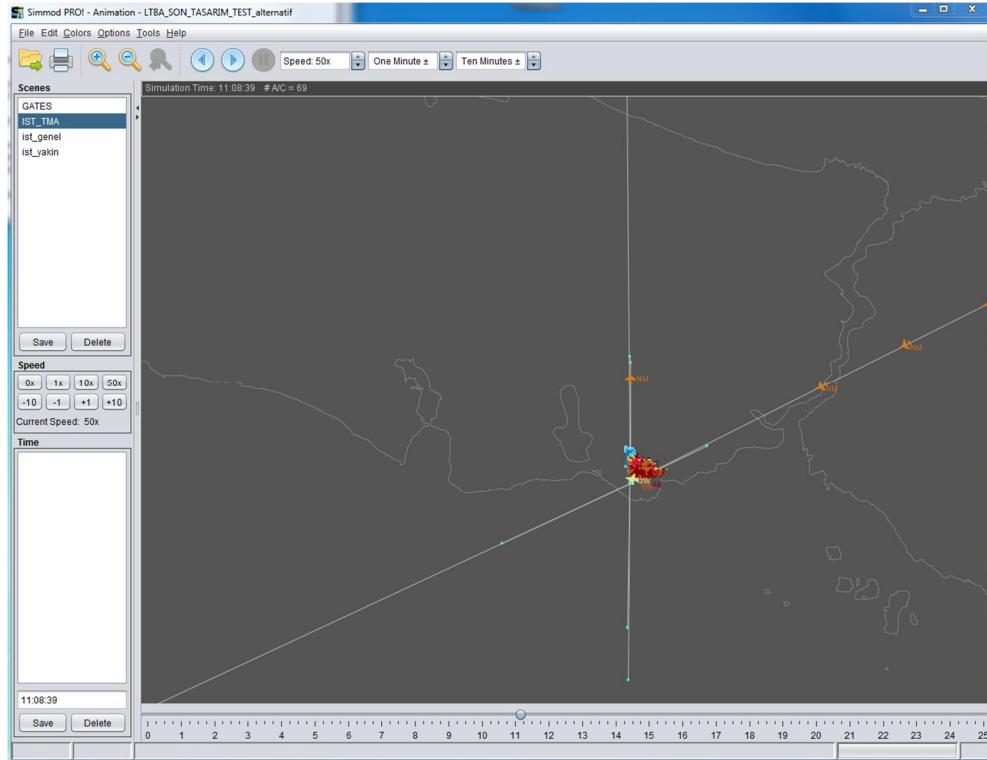 Simmod PRO! - Animation - LTBA_SON_TASARIM_TEST_alternatif
File Edit Colors Options Tools Help
Speed: 50x One Minute ± Ten Minutes ±
Scenes
Simulation Time: 11:08:39 # A/C = 69
GATES
IST_TMA
ist_genel
ist_yakin
NM
NM
NM
Save Delete
Speed
0x 1x 10x 50x
-10 -1 +1 +10
Current Speed: 50x
Time
11:08:39
Save Delete
0 1 2 3 4 5 6 7 8 9 10 11 12 13 14 15 16 17 18 19 20 21 22 23 24 25